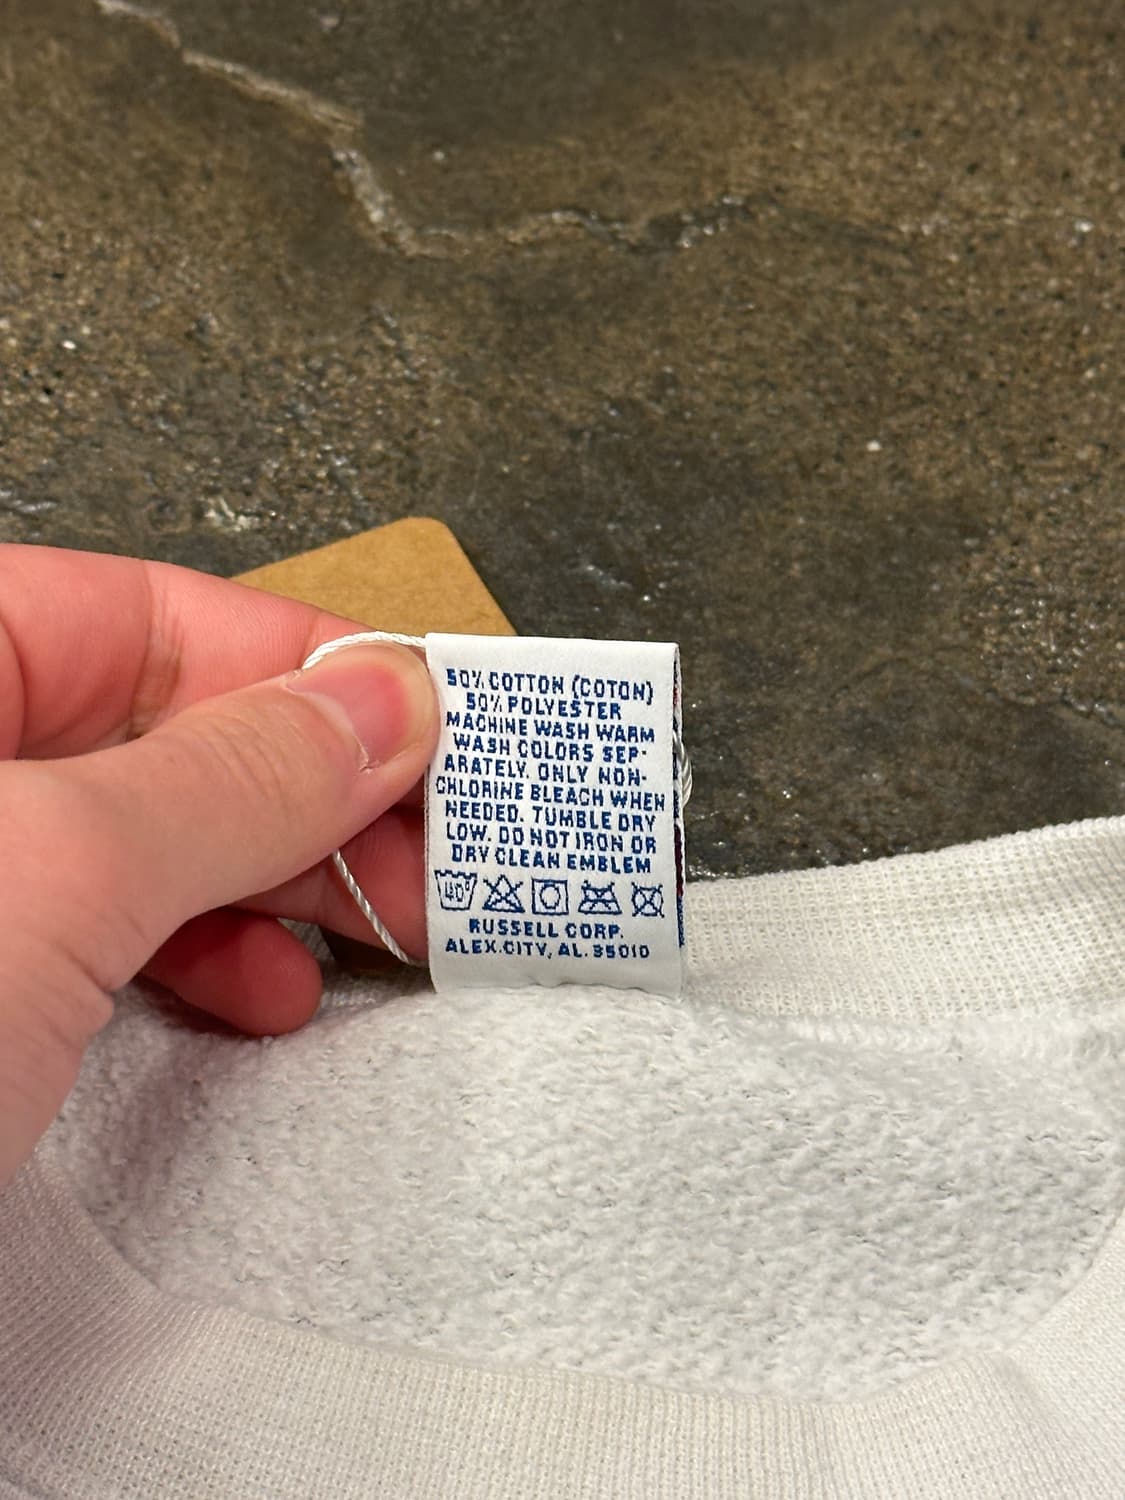 50% COTTON (COTON)
50% POLYESTER
MACHINE WASH WARM
WASH COLORS SEP-
ARATELY. ONLY NON-
CHLORINE BLEACH WHEN
NEEDED. TUMBLE DRY
LOW. DO NOT IRON OR
DRY CLEAN EMBLEM
40°
RUSSELL CORP.
ALEX.CITY, AL. 35010